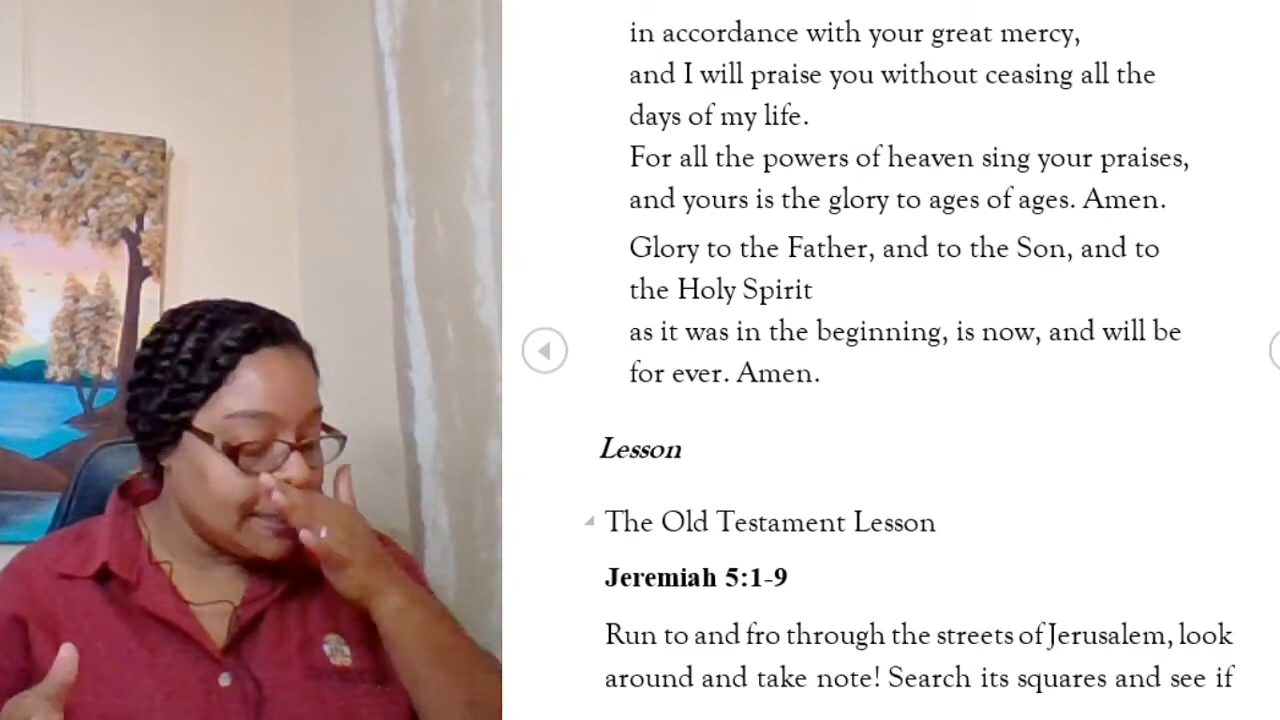 in accordance with your great mercy,
and I will praise you without ceasing all the
days of my life.
For all the powers of heaven sing your praises,
and yours is the glory to ages of ages. Amen.
Glory to the Father, and to the Son, and to
the Holy Spirit
as it was in the beginning, is now, and will be
for ever. Amen.
Lesson
The Old Testament Lesson
Jeremiah 5:1-9
Run to and fro through the streets of Jerusalem, look
around and take note! Search its squares and see if